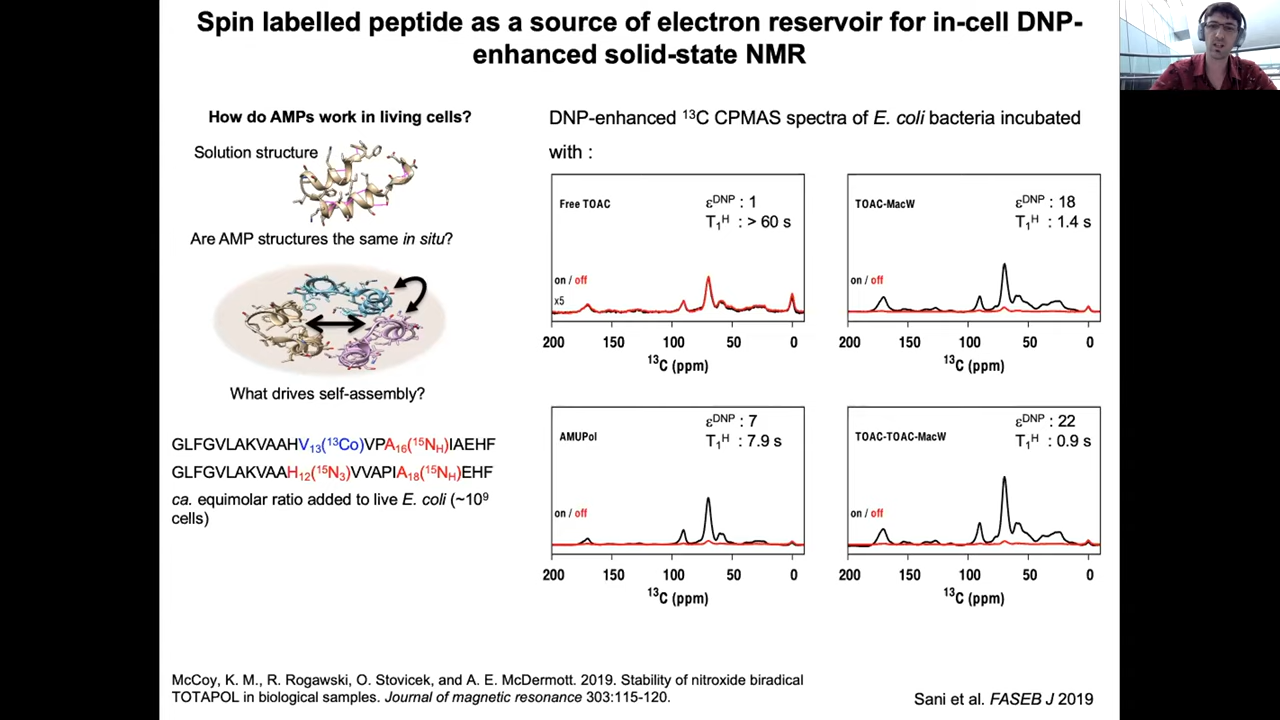 Spin labelled peptide as a source of electron reservoir for in-cell DNP-
enhanced solid-state NMR
How do AMPs work in living cells?
Solution structure
Are AMP structures the same in situ?
What drives self-assembly?
GLFGVLAKVAAHV₁₃(¹³Co)VPA₁₆(¹⁵N_H)IAEHF
GLFGVLAKVAAH₁₂(¹⁵N₃)VVAPIA₁₈(¹⁵N_H)EHF
ca. equimolar ratio added to live E. coli (~10⁹
cells)
DNP-enhanced ¹³C CPMAS spectra of E. coli bacteria incubated
with :
Free TOAC
εᴰᴺᴾ : 1
T₁ᴴ : > 60 s
on / off
x5
200 150 100 50 0
¹³C (ppm)
TOAC-MacW
εᴰᴺᴾ : 18
T₁ᴴ : 1.4 s
on / off
200 150 100 50 0
¹³C (ppm)
AMUPol
εᴰᴺᴾ : 7
T₁ᴴ : 7.9 s
on / off
200 150 100 50 0
¹³C (ppm)
TOAC-TOAC-MacW
εᴰᴺᴾ : 22
T₁ᴴ : 0.9 s
on / off
200 150 100 50 0
¹³C (ppm)
McCoy, K. M., R. Rogawski, O. Stovicek, and A. E. McDermott. 2019. Stability of nitroxide biradical
TOTAPOL in biological samples. Journal of magnetic resonance 303:115-120.
Sani et al. FASEB J 2019